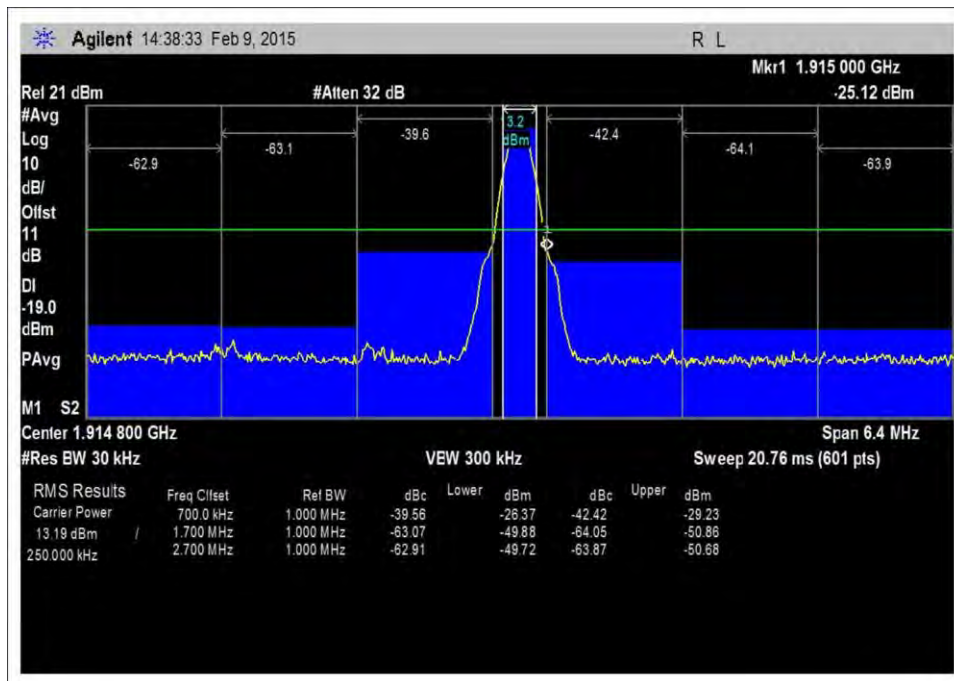 Agilent 14:38:33 Feb 9, 2015 R L
Mkr1 1.915 000 GHz
Rel 21 dBm #Atten 32 dB -25.12 dBm
#Avg
Log
10
dB/
Offst
11
dB
DI
-19.0
dBm
PAvg
M1 S2
-62.9 -63.1 -39.6 3.2 dBm -42.4 -64.1 -63.9
1
Center 1.914 800 GHz Span 6.4 MHz
#Res BW 30 kHz VEW 300 kHz Sweep 20.76 ms (601 pts)
RMS Results Freq Clfset Ref BW dBc Lower dBm dBc Upper dBm
Carrier Power 700.0 kHz 1.000 MHz -39.56 -26.37 -42.42 -29.23
13.19 dBm / 1.700 MHz 1.000 MHz -63.07 -49.88 -64.05 -50.86
250.000 kHz 2.700 MHz 1.000 MHz -62.91 -49.72 -63.87 -50.68